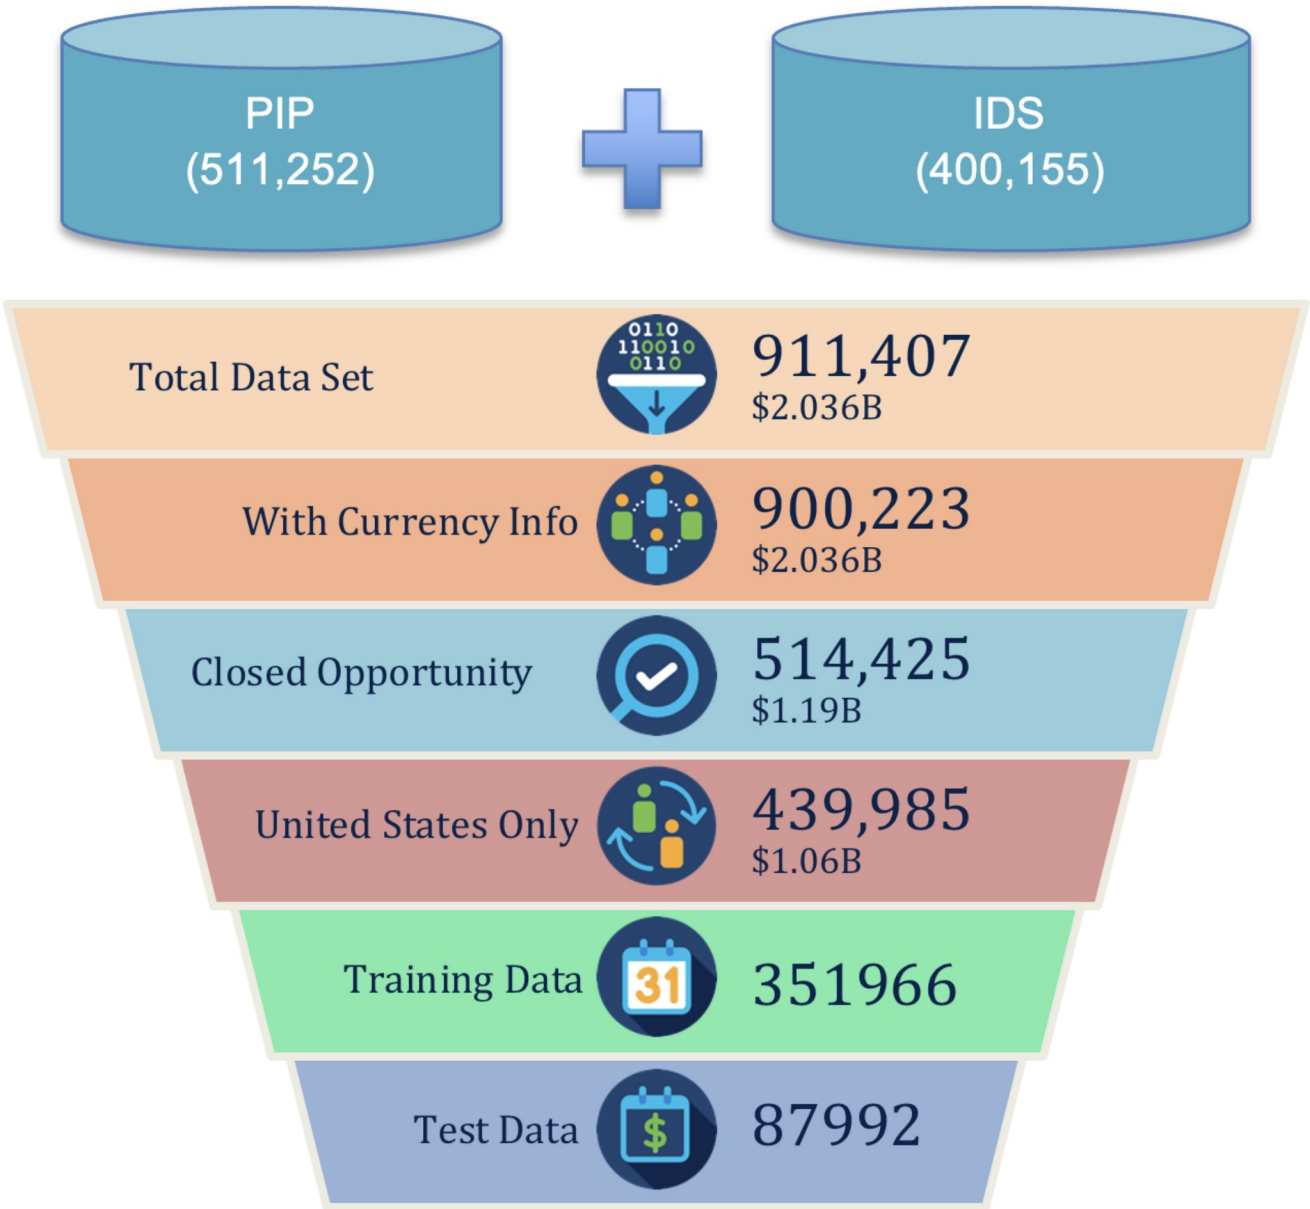 PIP
(511,252)
IDS
(400,155)
Total Data Set
0110
110010
0110
911,407
$2.036B
With Currency Info
900,223
$2.036B
Closed Opportunity
514,425
$1.19B
United States Only
439,985
$1.06B
Training Data
31
351966
Test Data
$
87992